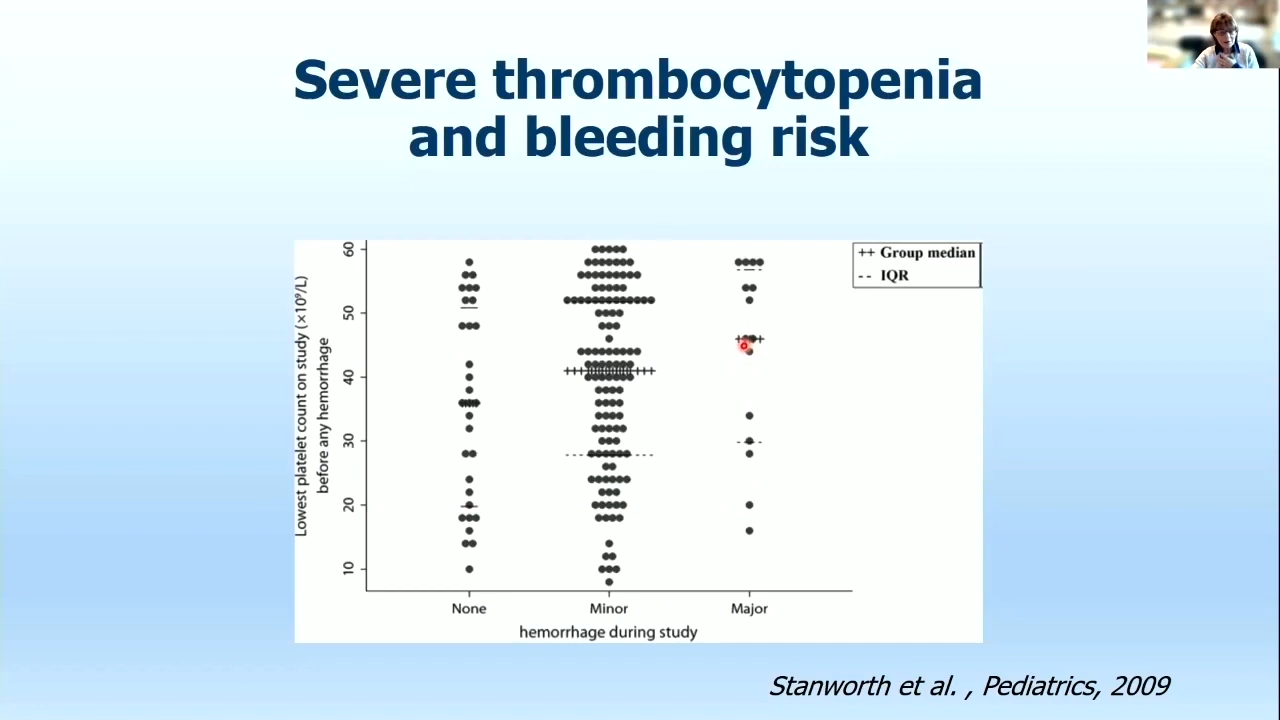 Severe thrombocytopenia
and bleeding risk
Lowest platelet count on study (×10⁹/L)
before any hemorrhage
60
50
40
30
20
10
++ Group median
-- IQR
None Minor Major
hemorrhage during study
Stanworth et al. , Pediatrics, 2009